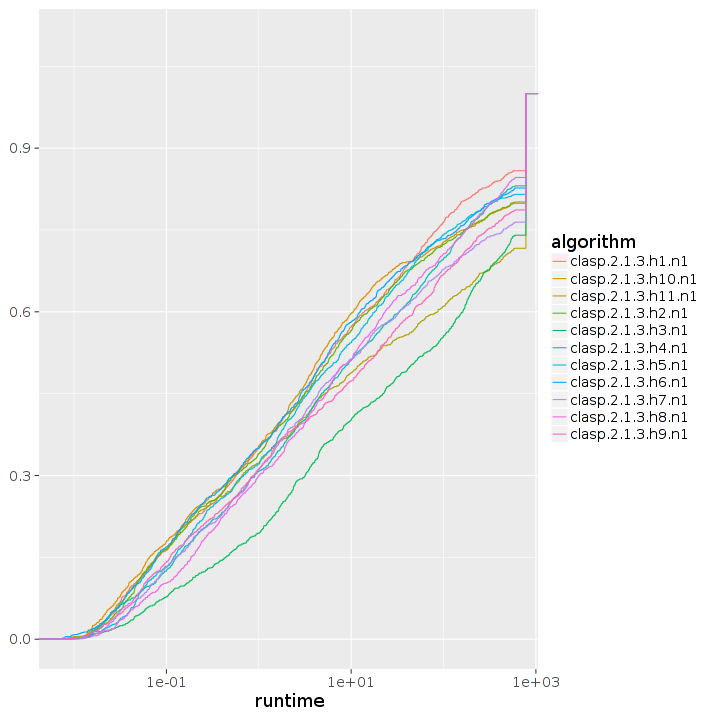 0.9
0.6
0.3
0.0
1e-01
1e+01
1e+03
runtime
algorithm
clasp.2.1.3.h1.n1
clasp.2.1.3.h10.n1
clasp.2.1.3.h11.n1
clasp.2.1.3.h2.n1
clasp.2.1.3.h3.n1
clasp.2.1.3.h4.n1
clasp.2.1.3.h5.n1
clasp.2.1.3.h6.n1
clasp.2.1.3.h7.n1
clasp.2.1.3.h8.n1
clasp.2.1.3.h9.n1